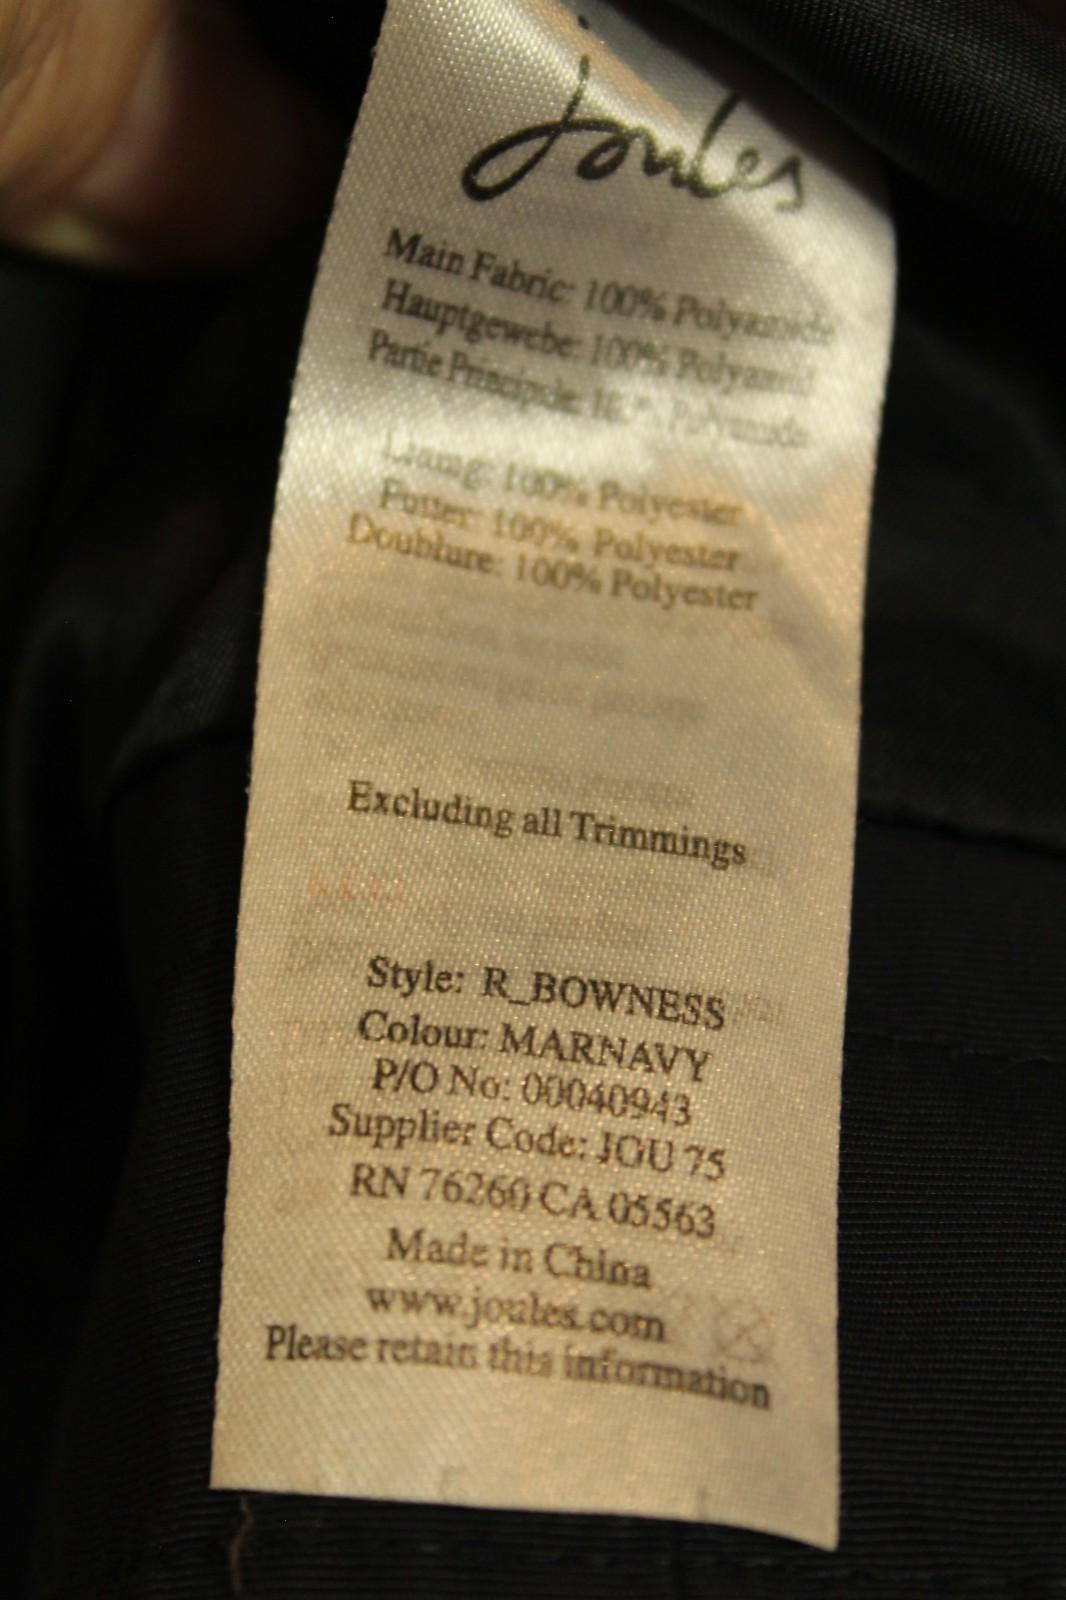 Joules
Main Fabric: 100% Polyamide
Hauptgewebe: 100% Polyamid
Partie Principale: Polyamide
Lining: 100% Polyester
Futter: 100% Polyester
Doublure: 100% Polyester
Excluding all Trimmings
Style: R_BOWNESS
Colour: MARNAVY
P/O No: 00040943
Supplier Code: JOU 75
RN 76260 CA 05563
Made in China
www.joules.com
Please retain this information